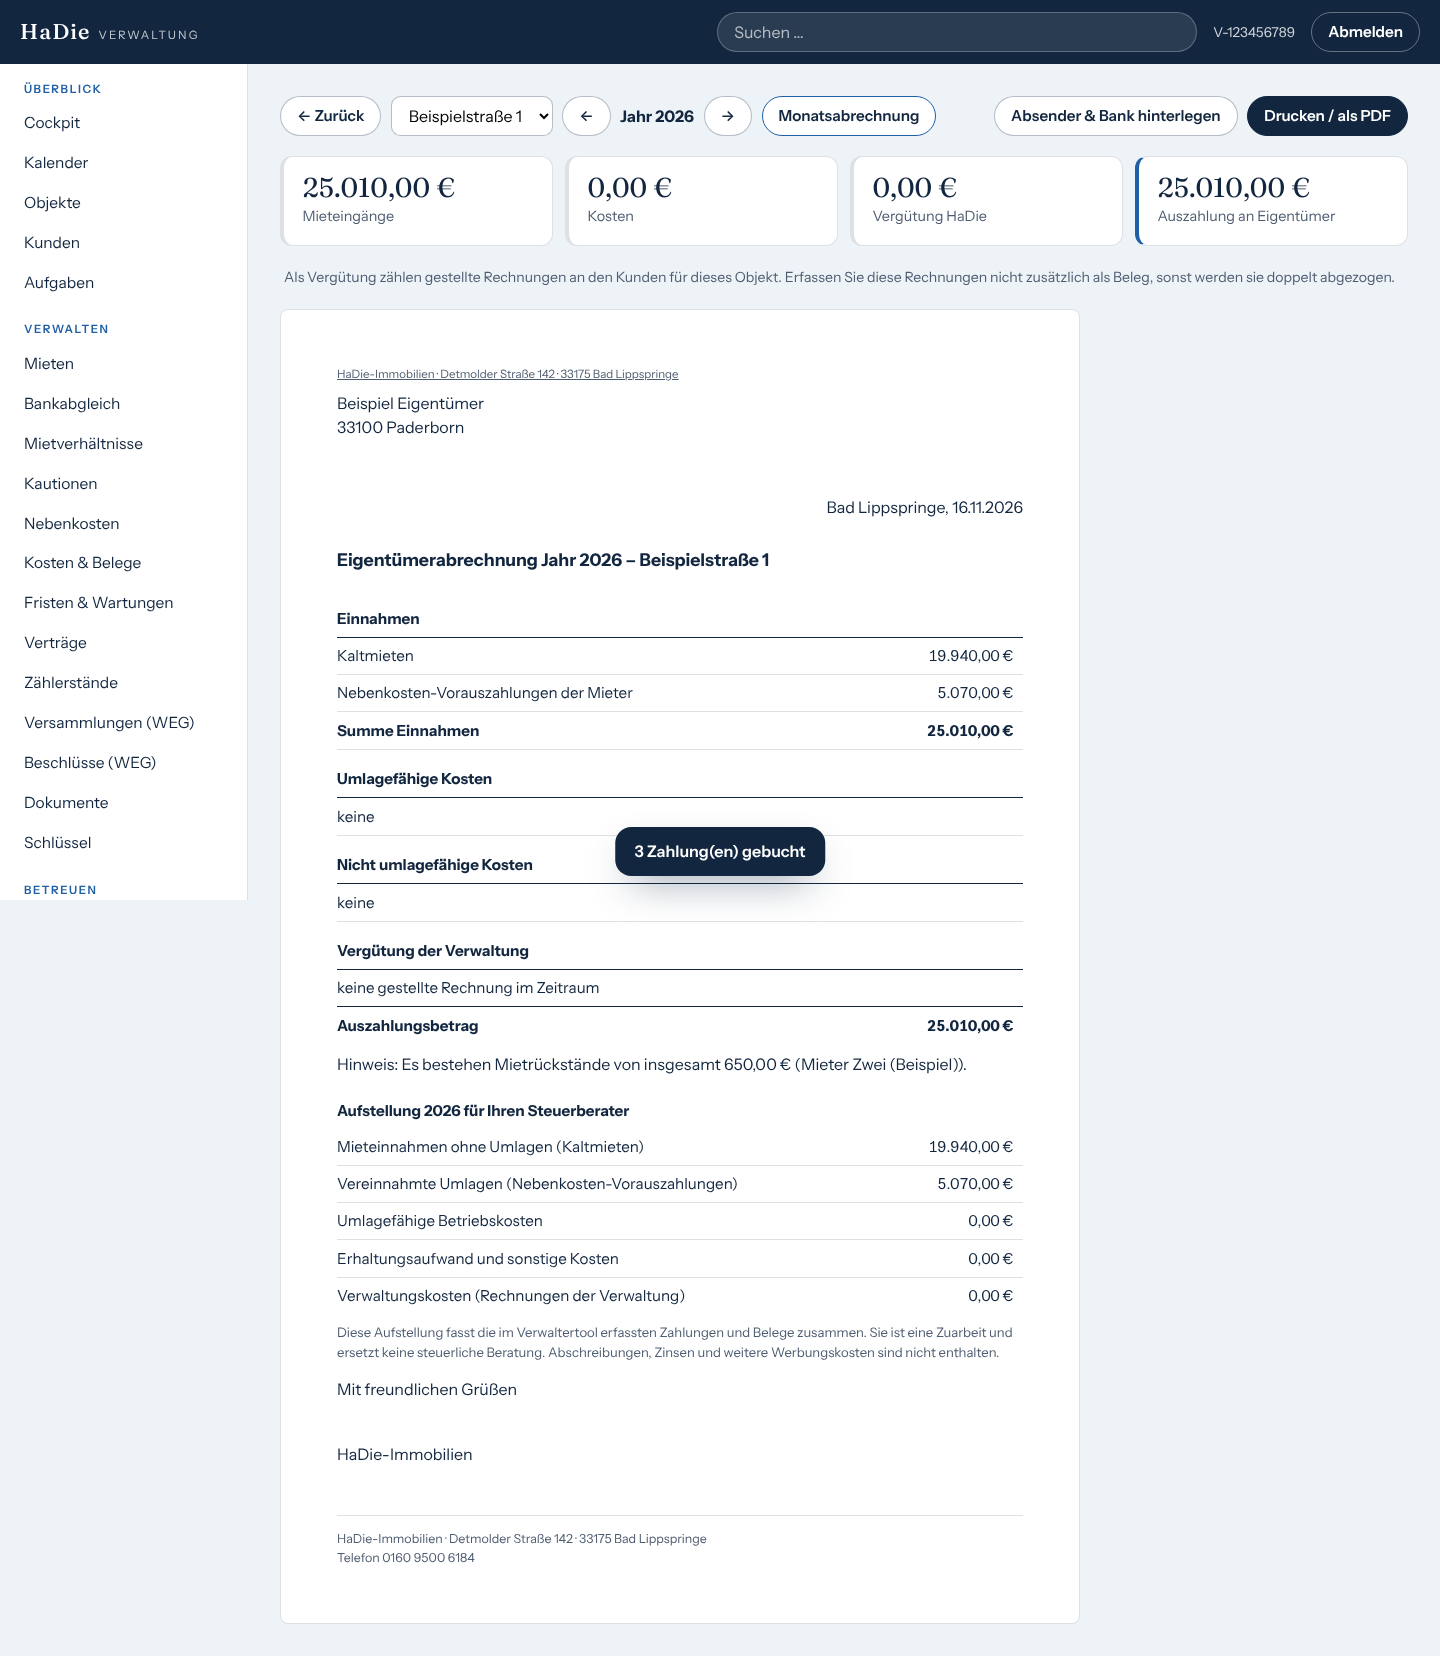 HaDie VERWALTUNG
Suchen ...
V-123456789
Abmelden
ÜBERBLICK
Cockpit
Kalender
Objekte
Kunden
Aufgaben
VERWALTEN
Mieten
Bankabgleich
Mietverhältnisse
Kautionen
Nebenkosten
Kosten & Belege
Fristen & Wartungen
Verträge
Zählerstände
Versammlungen (WEG)
Beschlüsse (WEG)
Dokumente
Schlüssel
BETREUEN
← Zurück
Beispielstraße 1
←
Jahr 2026
→
Monatsabrechnung
Absender & Bank hinterlegen
Drucken / als PDF
25.010,00 €
Mieteingänge
0,00 €
Kosten
0,00 €
Vergütung HaDie
25.010,00 €
Auszahlung an Eigentümer
Als Vergütung zählen gestellte Rechnungen an den Kunden für dieses Objekt. Erfassen Sie diese Rechnungen nicht zusätzlich als Beleg, sonst werden sie doppelt abgezogen.
HaDie-Immobilien · Detmolder Straße 142 · 33175 Bad Lippspringe
Beispiel Eigentümer
33100 Paderborn
Bad Lippspringe, 16.11.2026
Eigentümerabrechnung Jahr 2026 – Beispielstraße 1
Einnahmen
Kaltmieten 19.940,00 €
Nebenkosten-Vorauszahlungen der Mieter 5.070,00 €
Summe Einnahmen 25.010,00 €
Umlagefähige Kosten
keine
3 Zahlung(en) gebucht
Nicht umlagefähige Kosten
keine
Vergütung der Verwaltung
keine gestellte Rechnung im Zeitraum
Auszahlungsbetrag 25.010,00 €
Hinweis: Es bestehen Mietrückstände von insgesamt 650,00 € (Mieter Zwei (Beispiel)).
Aufstellung 2026 für Ihren Steuerberater
Mieteinnahmen ohne Umlagen (Kaltmieten) 19.940,00 €
Vereinnahmte Umlagen (Nebenkosten-Vorauszahlungen) 5.070,00 €
Umlagefähige Betriebskosten 0,00 €
Erhaltungsaufwand und sonstige Kosten 0,00 €
Verwaltungskosten (Rechnungen der Verwaltung) 0,00 €
Diese Aufstellung fasst die im Verwaltertool erfassten Zahlungen und Belege zusammen. Sie ist eine Zuarbeit und
ersetzt keine steuerliche Beratung. Abschreibungen, Zinsen und weitere Werbungskosten sind nicht enthalten.
Mit freundlichen Grüßen
HaDie-Immobilien
HaDie-Immobilien · Detmolder Straße 142 · 33175 Bad Lippspringe
Telefon 0160 9500 6184